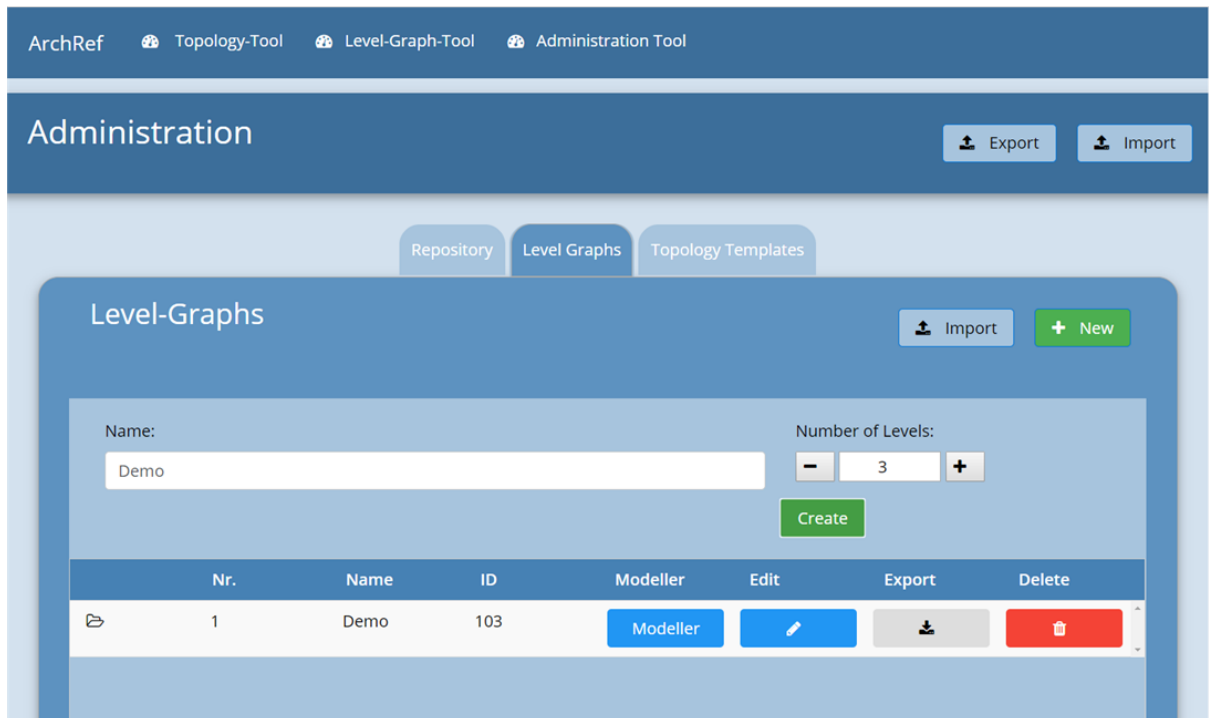 ArchRef Topology-Tool Level-Graph-Tool Administration Tool
Administration
Export Import
Repository Level Graphs Topology Templates
Level-Graphs
Import + New
Name: Number of Levels:
Demo - 3 +
Create
Nr. Name ID Modeller Edit Export Delete
1 Demo 103 Modeller